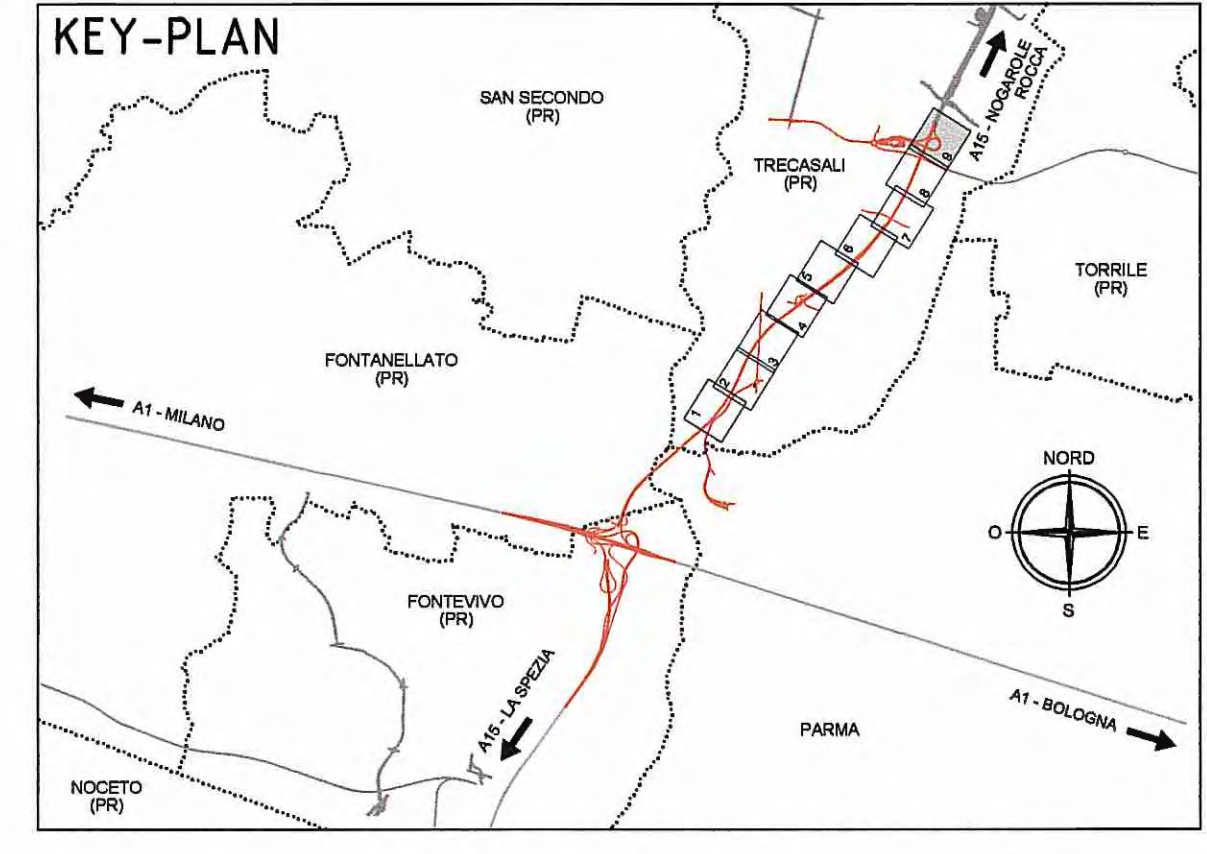 KEY-PLAN
SAN SECONDO
(PR)
A15 - NOGAROLE
ROCCA
TRECASALI
(PR)
9
8
7
6
5
4
3
2
1
TORRILE
(PR)
FONTANELLATO
(PR)
A1 - MILANO
NORD
O
E
S
FONTEVIVO
(PR)
A15 - LA SPEZIA
A1 - BOLOGNA
PARMA
NOCETO
(PR)